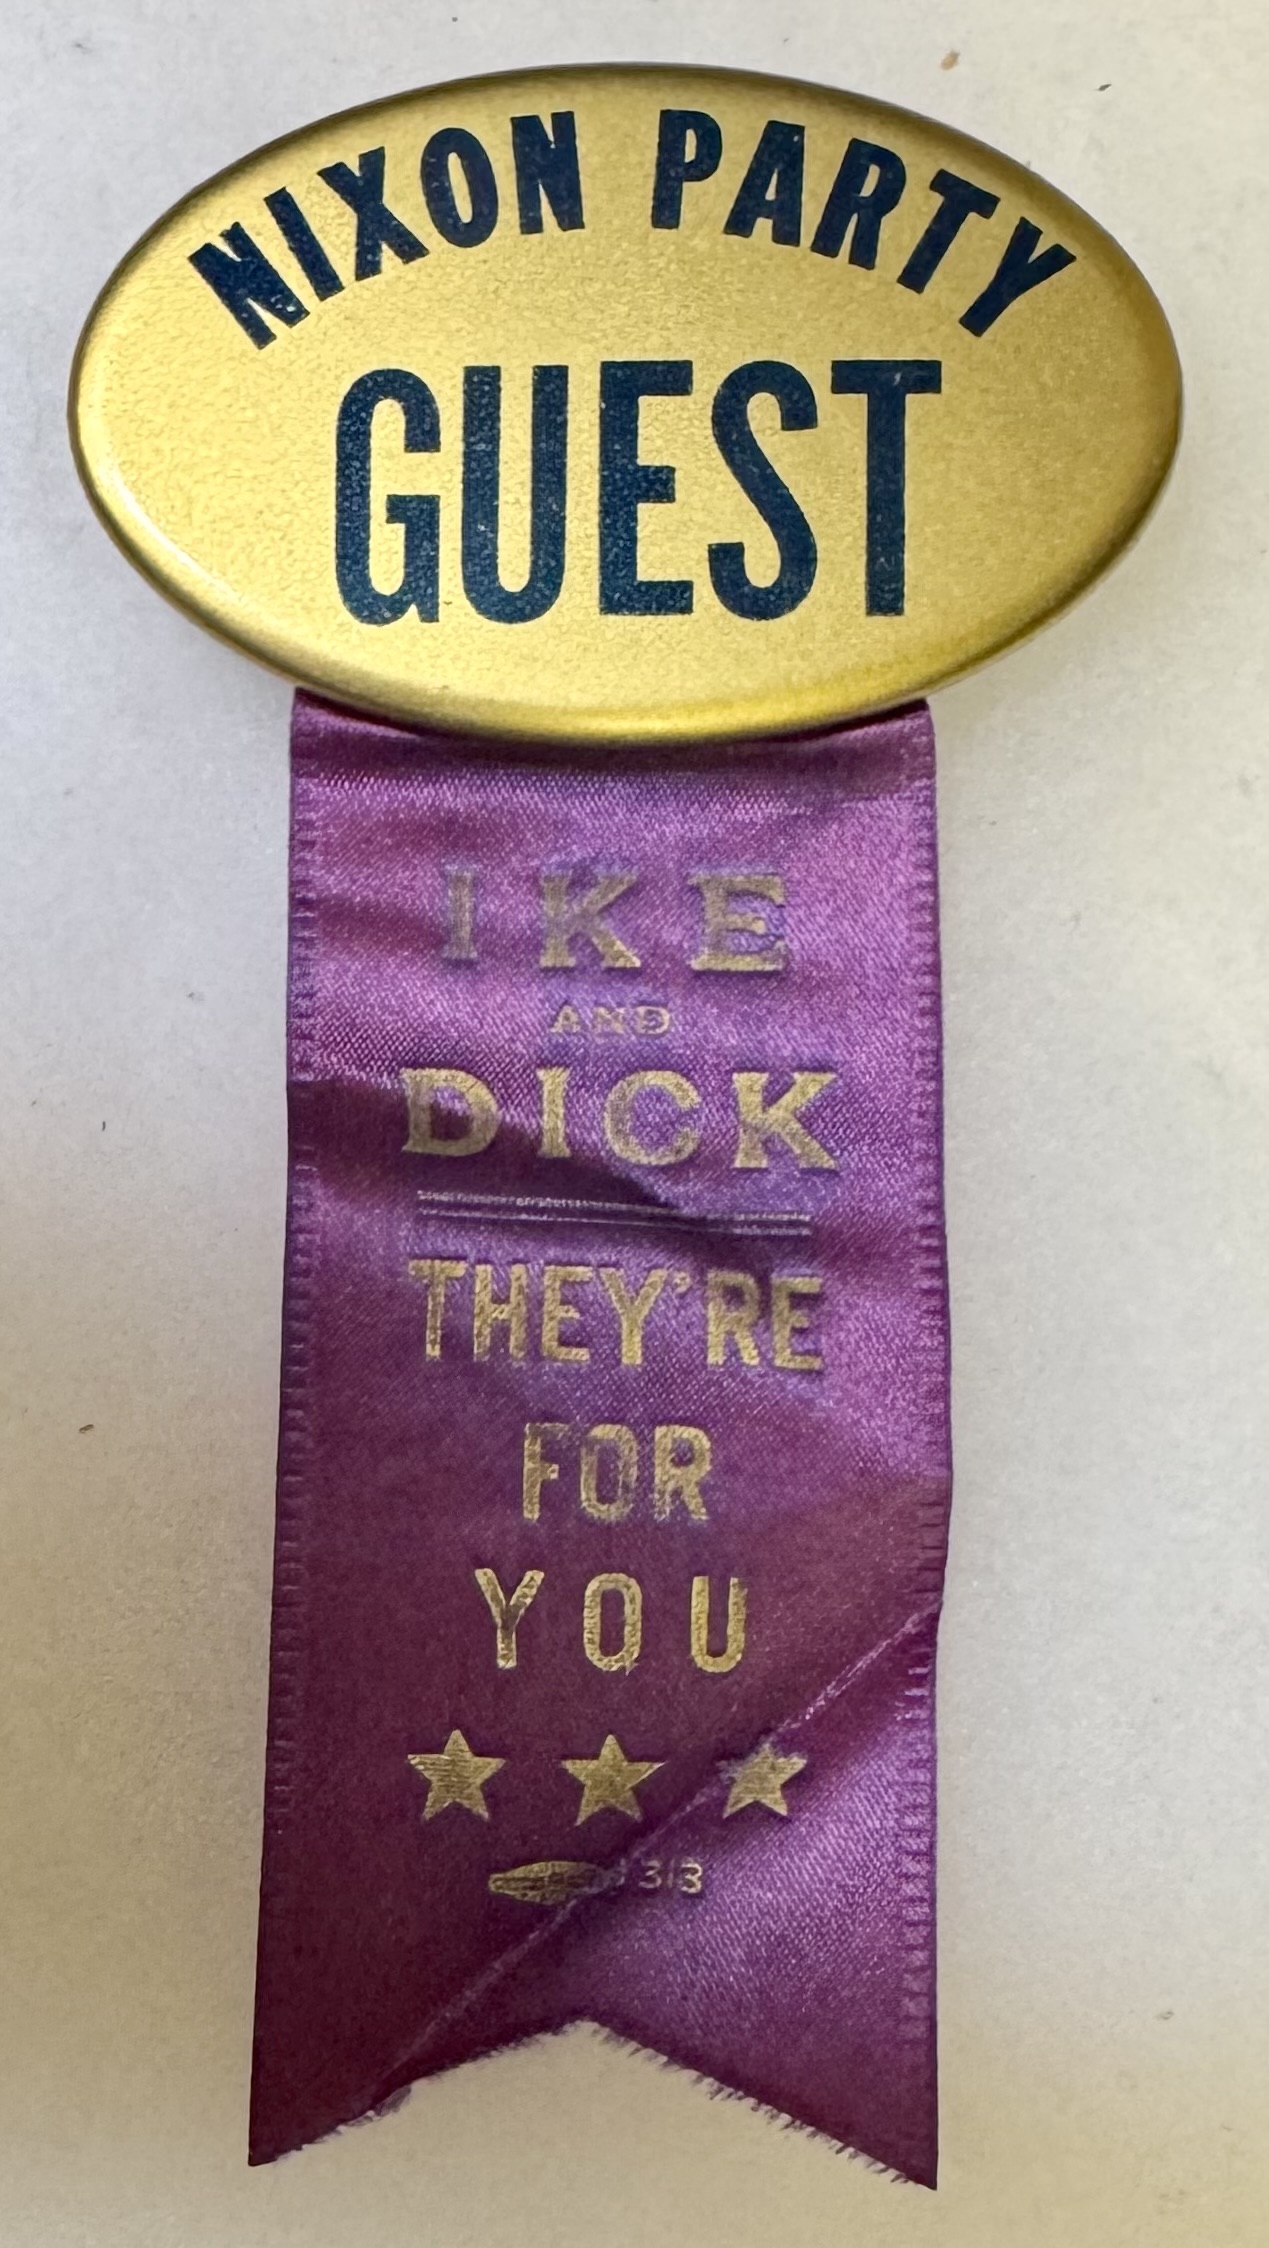 NIXON PARTY
GUEST
IKE
AND
DICK
THEY'RE
FOR
YOU
313